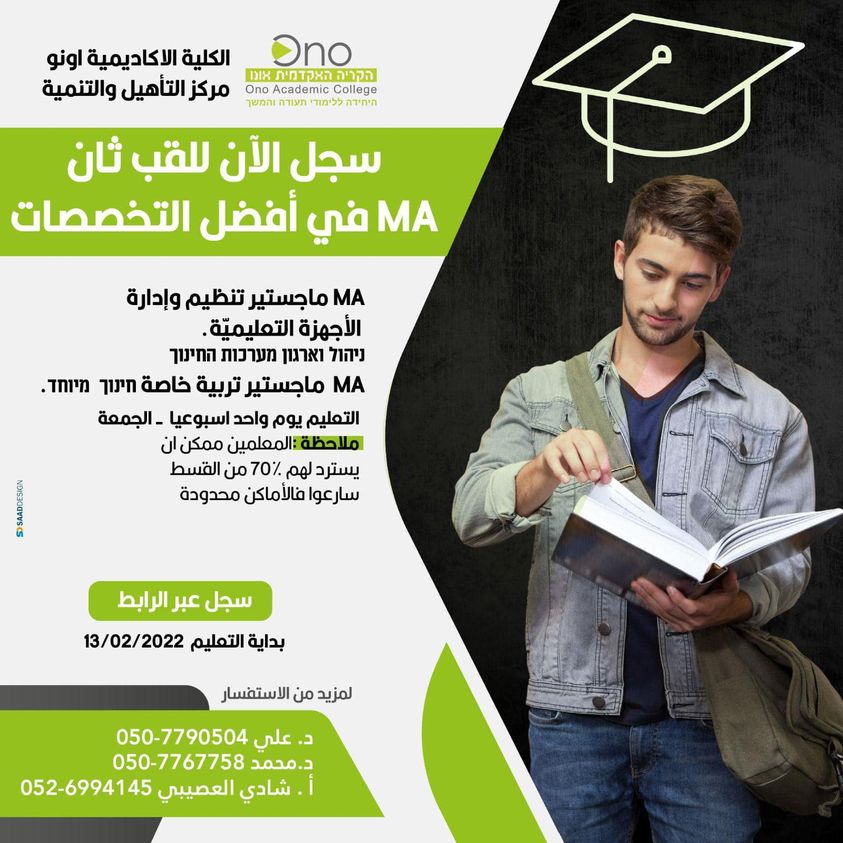 الكلية الاكاديمية اونو
مركز التأهيل والتنمية
Ono
הקריה האקדמית אונו
Ono Academic College
היחידה ללימודי תעודה והמשך
سجل الآن للقب ثان
MA في أفضل التخصصات
MA ماجستير تنظيم وإدارة
الأجهزة التعليميّة.
ניהול וארגון מערכות החינוך
MA ماجستير تربية خاصة חינוך מיוחד.
التعليم يوم واحد اسبوعيا - الجمعة
ملاحظة: المعلمين ممكن ان
يسترد لهم 70٪ من القسط
سارعوا فالأماكن محدودة
SD SAADDESIGN
سجل عبر الرابط
بداية التعليم 13/02/2022
لمزيد من الاستفسار
د. علي 050-7790504
د.محمد 050-7767758
أ . شادي العصيبي 052-6994145